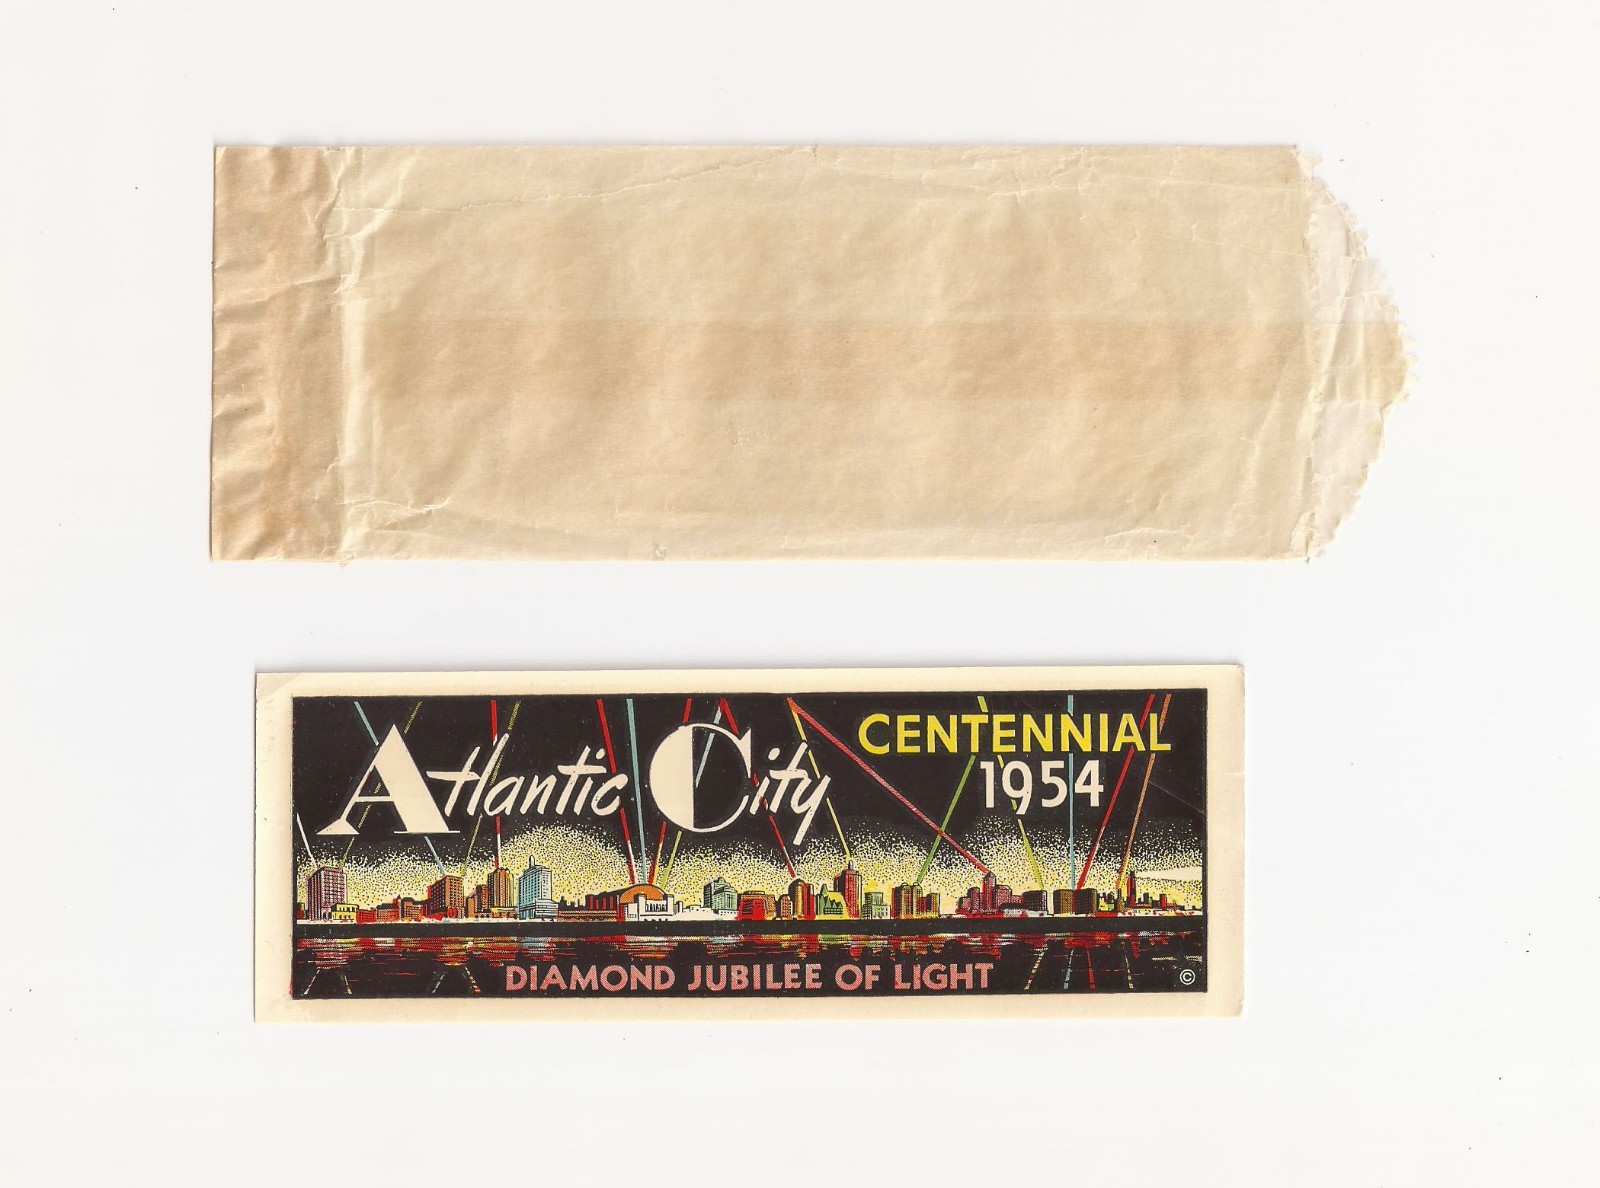 Atlantic City
CENTENNIAL
1954
DIAMOND JUBILEE OF LIGHT
©